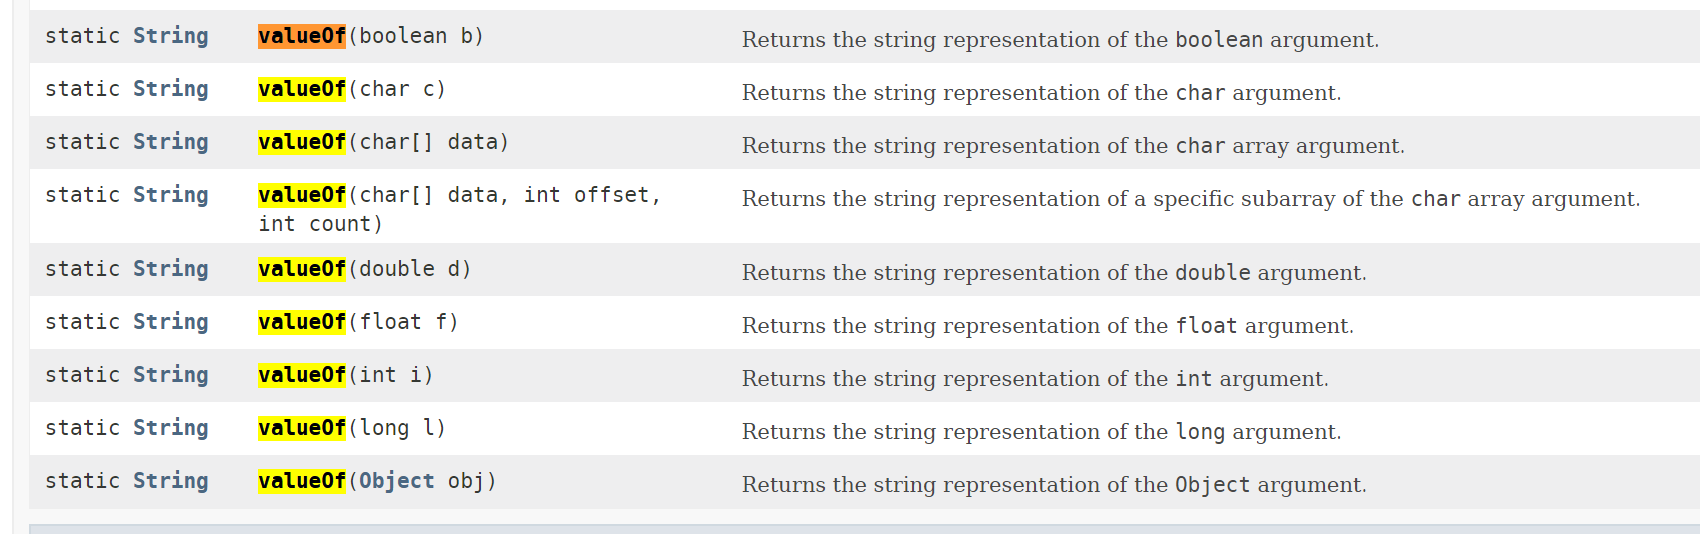 static String valueOf(boolean b) Returns the string representation of the boolean argument.
static String valueOf(char c) Returns the string representation of the char argument.
static String valueOf(char[] data) Returns the string representation of the char array argument.
static String valueOf(char[] data, int offset, Returns the string representation of a specific subarray of the char array argument.
int count)
static String valueOf(double d) Returns the string representation of the double argument.
static String valueOf(float f) Returns the string representation of the float argument.
static String valueOf(int i) Returns the string representation of the int argument.
static String valueOf(long l) Returns the string representation of the long argument.
static String valueOf(Object obj) Returns the string representation of the Object argument.